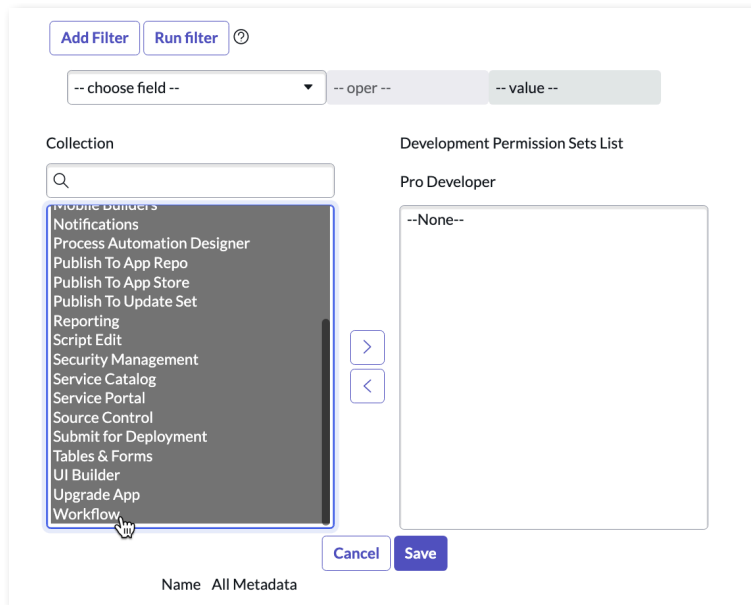 Add Filter Run filter ?
-- choose field -- -- oper -- -- value --
Collection
Development Permission Sets List
Pro Developer
Mobile Builders
Notifications
Process Automation Designer
Publish To App Repo
Publish To App Store
Publish To Update Set
Reporting
Script Edit
Security Management
Service Catalog
Service Portal
Source Control
Submit for Deployment
Tables & Forms
UI Builder
Upgrade App
Workflow
--None--
Cancel Save
Name All Metadata